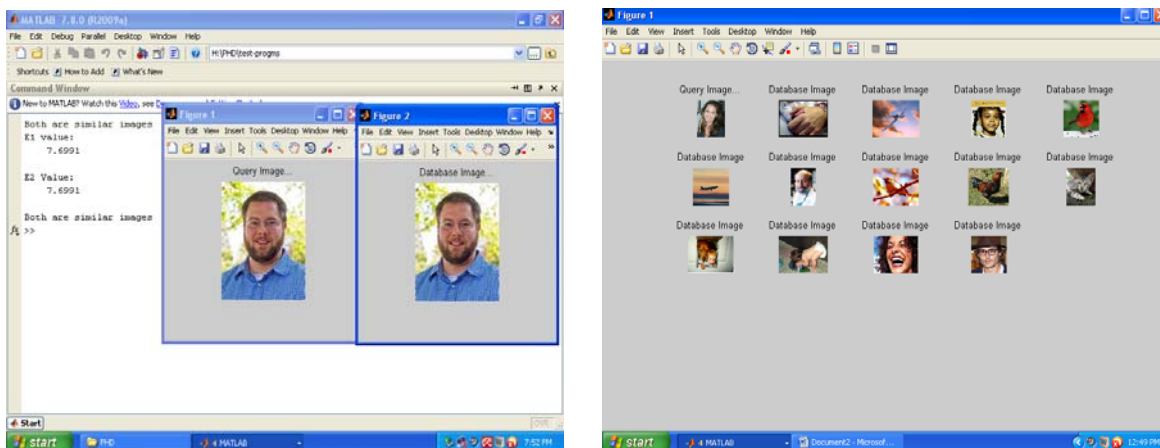 MATLAB 7.8.0 (R2009a)
File Edit Debug Parallel Desktop Window Help
H:\PHD\test-progms
Shortcuts How to Add What's New
Command Window
New to MATLAB? Watch this Video, see
Both are similar images
E1 value:
7.6991
E2 Value:
7.6991
Both are similar images
>>
Figure 1
File Edit View Insert Tools Desktop Window Help
Query Image...
Figure 2
File Edit View Insert Tools Desktop Window Help
Database Image...
Start
start PHD 4 MATLAB 7:52 PM
Figure 1
File Edit View Insert Tools Desktop Window Help
Query Image... Database Image Database Image Database Image Database Image
Database Image Database Image Database Image Database Image Database Image
Database Image Database Image Database Image Database Image
start 4 MATLAB Document2 - Microsof... 12:49 PM